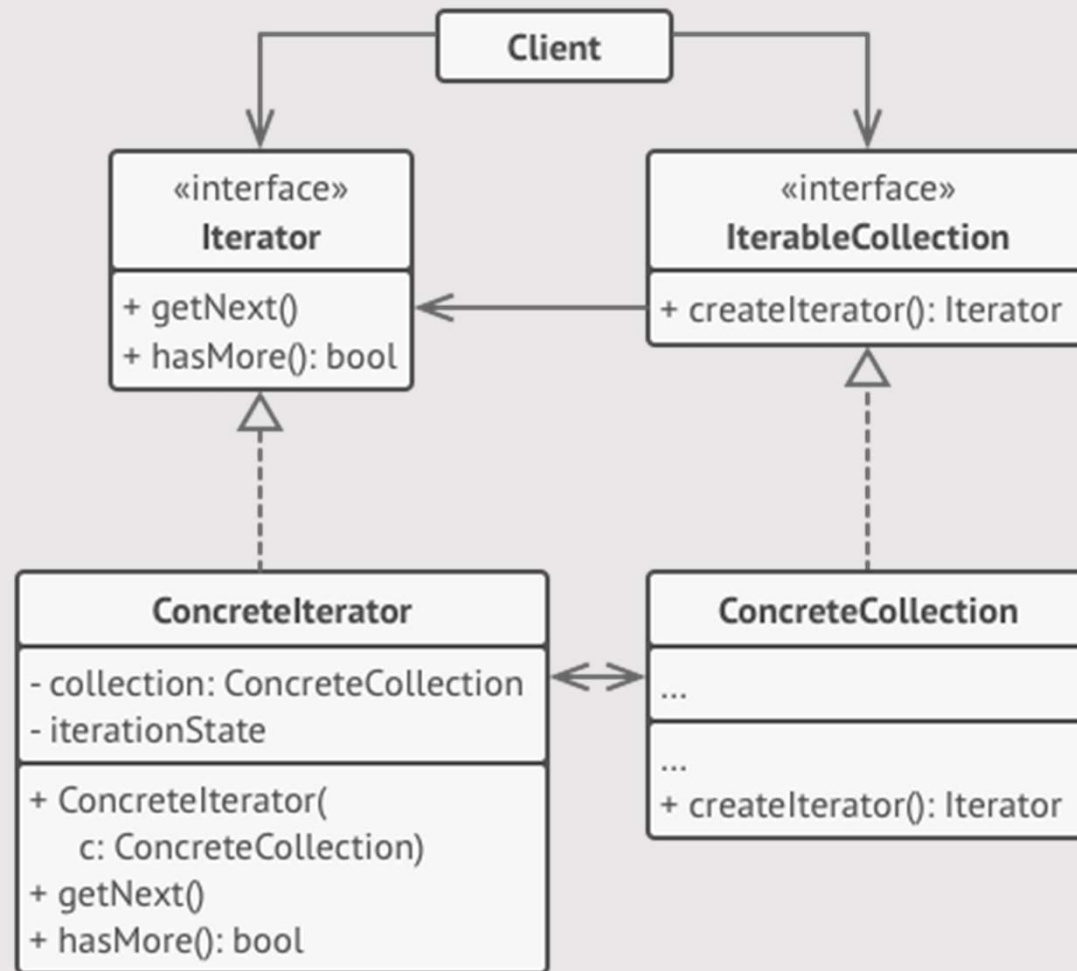 Client
«interface»
Iterator
+ getNext()
+ hasMore(): bool
«interface»
IterableCollection
+ createIterator(): Iterator
ConcreteIterator
- collection: ConcreteCollection
- iterationState
+ ConcreteIterator(
c: ConcreteCollection)
+ getNext()
+ hasMore(): bool
ConcreteCollection
...
...
+ createIterator(): Iterator